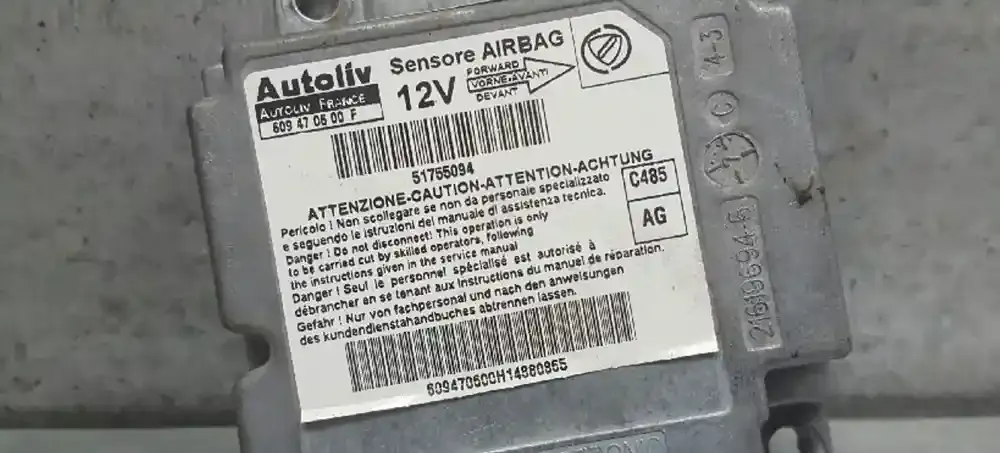 Autoliv
AUTOLIV FRANCE
609 47 06 00 F
Sensore AIRBAG
12V
FORWARD
VORNE-AVANTI
DEVANT
51755094
ATTENZIONE-CAUTION-ATTENTION-ACHTUNG
Pericolo ! Non scollegare se non da personale specializzato
e seguendo le istruzioni del manuale di assistenza tecnica.
Danger ! Do not disconnect! This operation is only
to be carried cut by skilled operators, following
the instructions given in the service manual
Danger ! Seul le personnel spécialisé est autorisé à
débrancher en se tenant aux instructions du manuel de réparation.
Gefahr ! Nur von fachpersonal und nach den anweisungen
des kundendienstahandbuches abtrennen lassen.
C485
AG
609470600H14880955
4-3
C
21619694-5